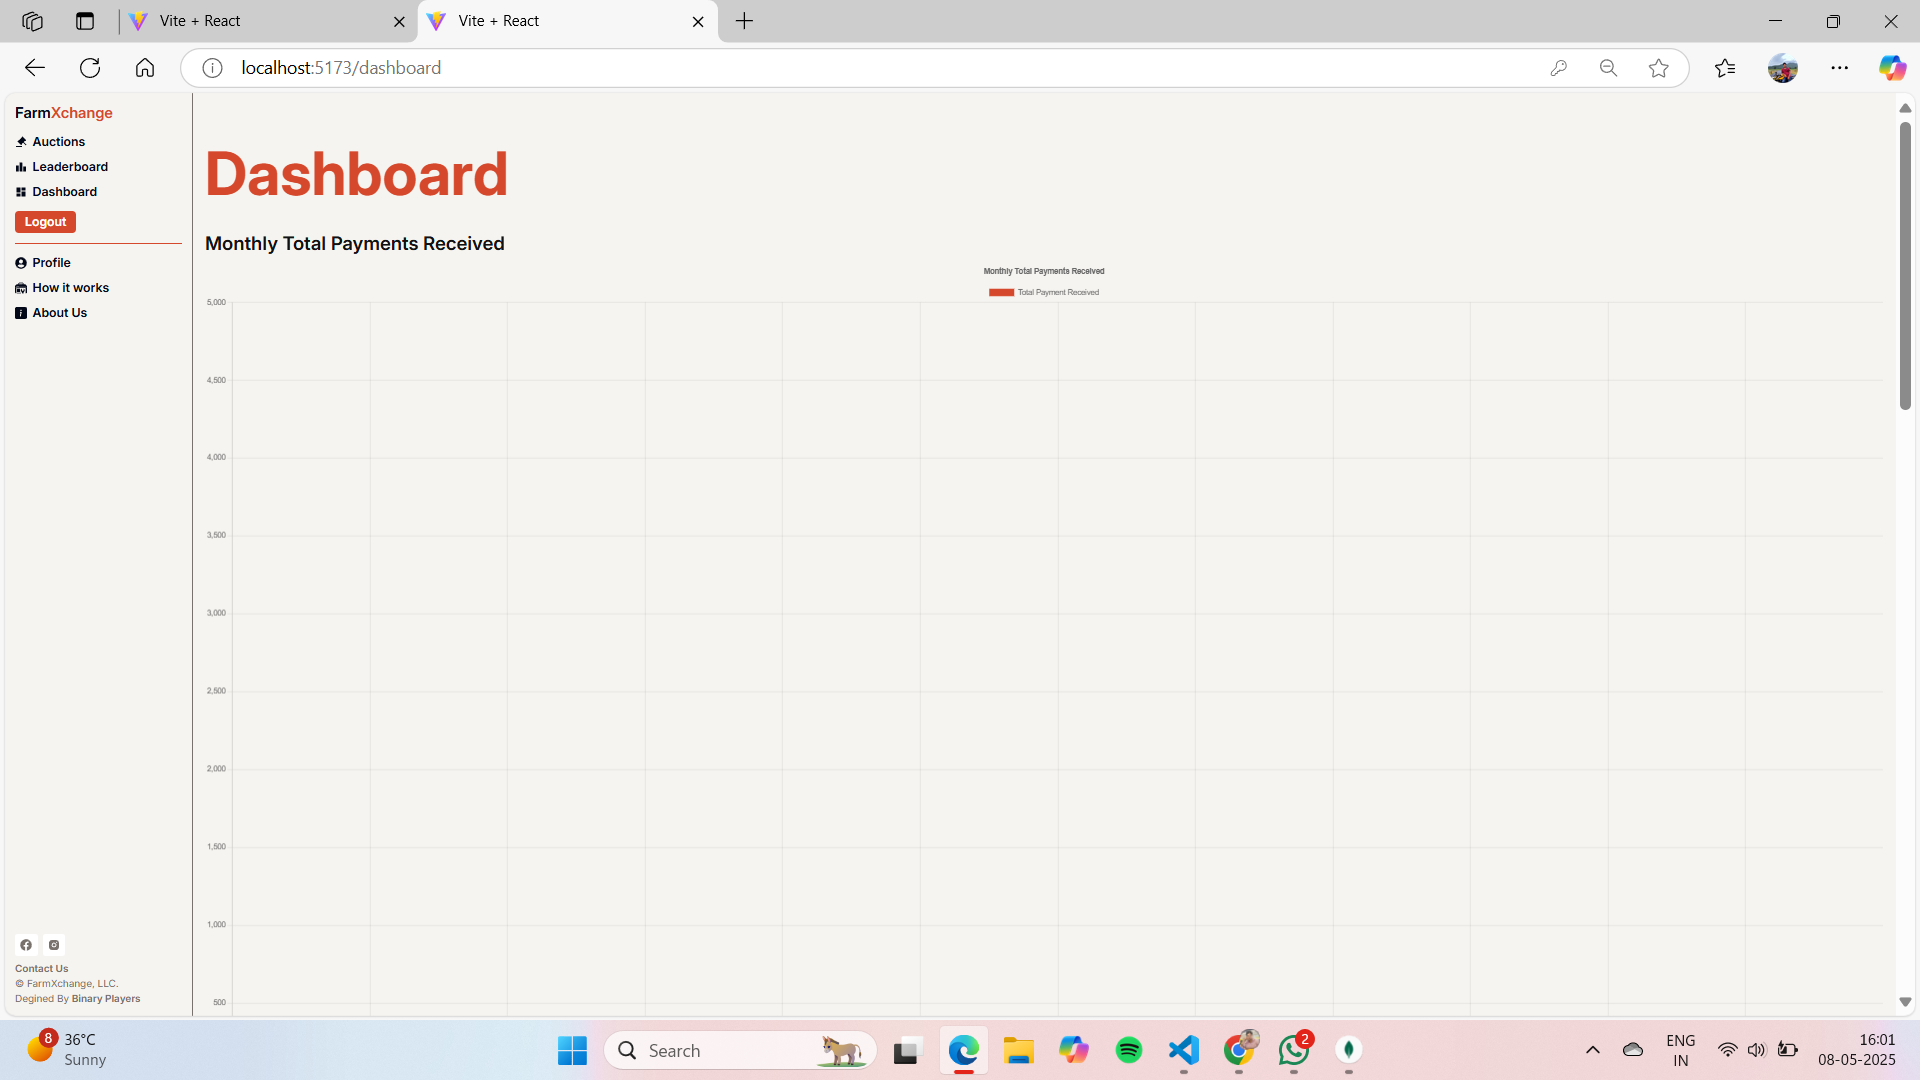 Vite + React
Vite + React
localhost:5173/dashboard
FarmXchange
Auctions
Leaderboard
Dashboard
Logout
Profile
How it works
About Us
Contact Us
© FarmXchange, LLC.
Degined By Binary Players
Dashboard
Monthly Total Payments Received
Monthly Total Payments Received
Total Payment Received
5,000
4,500
4,000
3,500
3,000
2,500
2,000
1,500
1,000
500
8
36°C
Sunny
Search
2
ENG
IN
16:01
08-05-2025